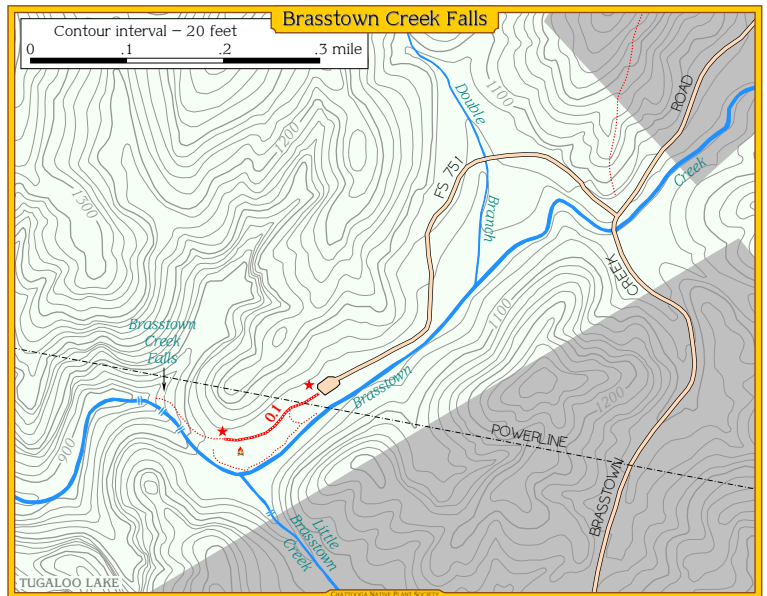 Brasstown Creek Falls
Contour interval – 20 feet
0 .1 .2 .3 mile
Double
1100
ROAD
1200
FS 751
Creek
1300
Branch
CREEK
1100
Brasstown
Creek
Falls
Brasstown
200
0.1
POWERLINE
900
BRASSTOWN
Little
Brasstown
Creek
TUGALOO LAKE
CHATTOOGA NATIVE PLANT SOCIETY